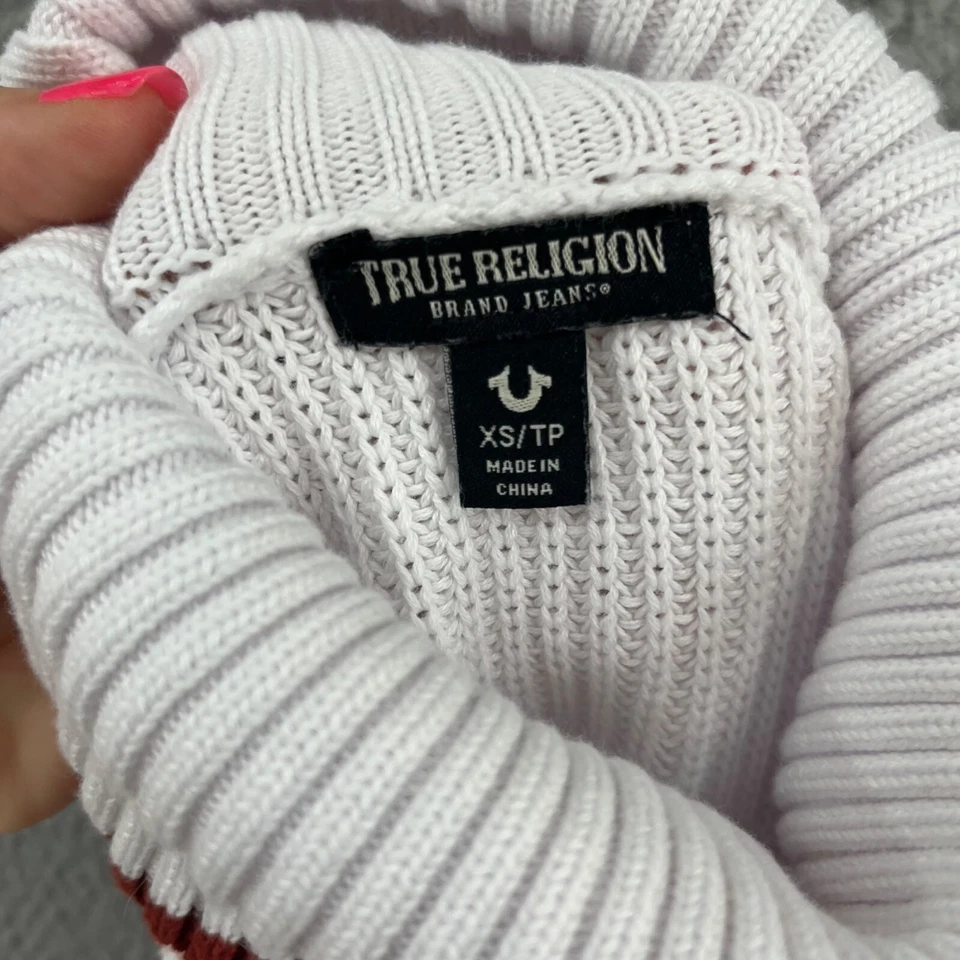 TRUE RELIGION
BRAND JEANS®
XS/TP
MADE IN
CHINA